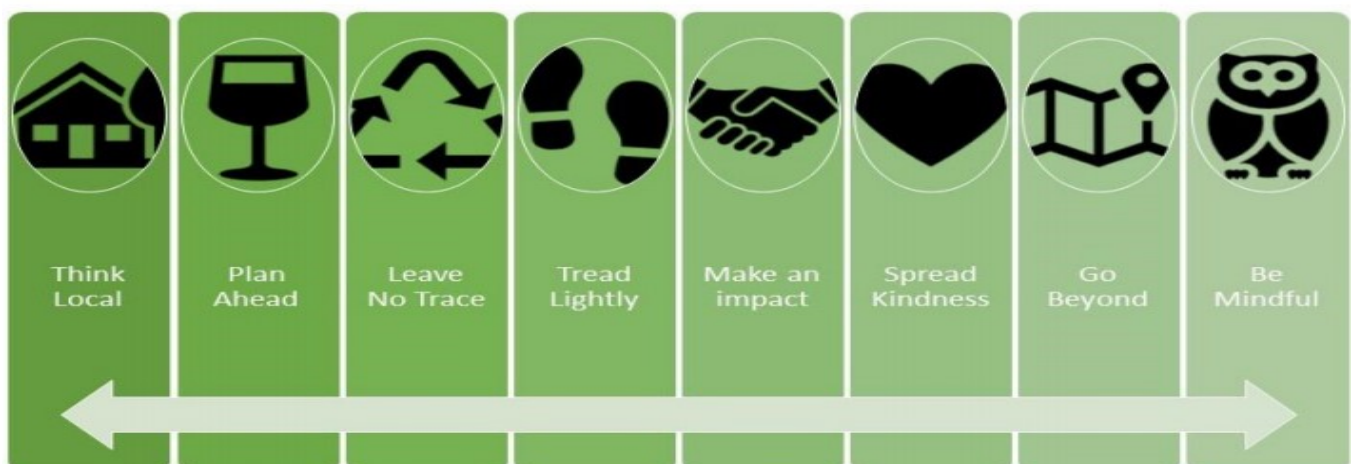 Think
Local
Plan
Ahead
Leave
No Trace
Tread
Lightly
Make an
impact
Spread
Kindness
Go
Beyond
Be
Mindful